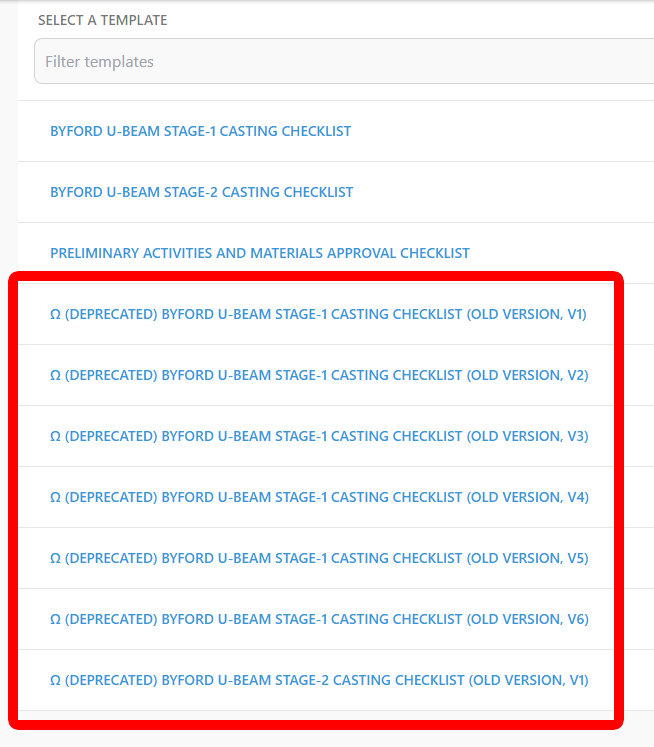 SELECT A TEMPLATE
Filter templates
BYFORD U-BEAM STAGE-1 CASTING CHECKLIST
BYFORD U-BEAM STAGE-2 CASTING CHECKLIST
PRELIMINARY ACTIVITIES AND MATERIALS APPROVAL CHECKLIST
Ω (DEPRECATED) BYFORD U-BEAM STAGE-1 CASTING CHECKLIST (OLD VERSION, V1)
Ω (DEPRECATED) BYFORD U-BEAM STAGE-1 CASTING CHECKLIST (OLD VERSION, V2)
Ω (DEPRECATED) BYFORD U-BEAM STAGE-1 CASTING CHECKLIST (OLD VERSION, V3)
Ω (DEPRECATED) BYFORD U-BEAM STAGE-1 CASTING CHECKLIST (OLD VERSION, V4)
Ω (DEPRECATED) BYFORD U-BEAM STAGE-1 CASTING CHECKLIST (OLD VERSION, V5)
Ω (DEPRECATED) BYFORD U-BEAM STAGE-1 CASTING CHECKLIST (OLD VERSION, V6)
Ω (DEPRECATED) BYFORD U-BEAM STAGE-2 CASTING CHECKLIST (OLD VERSION, V1)